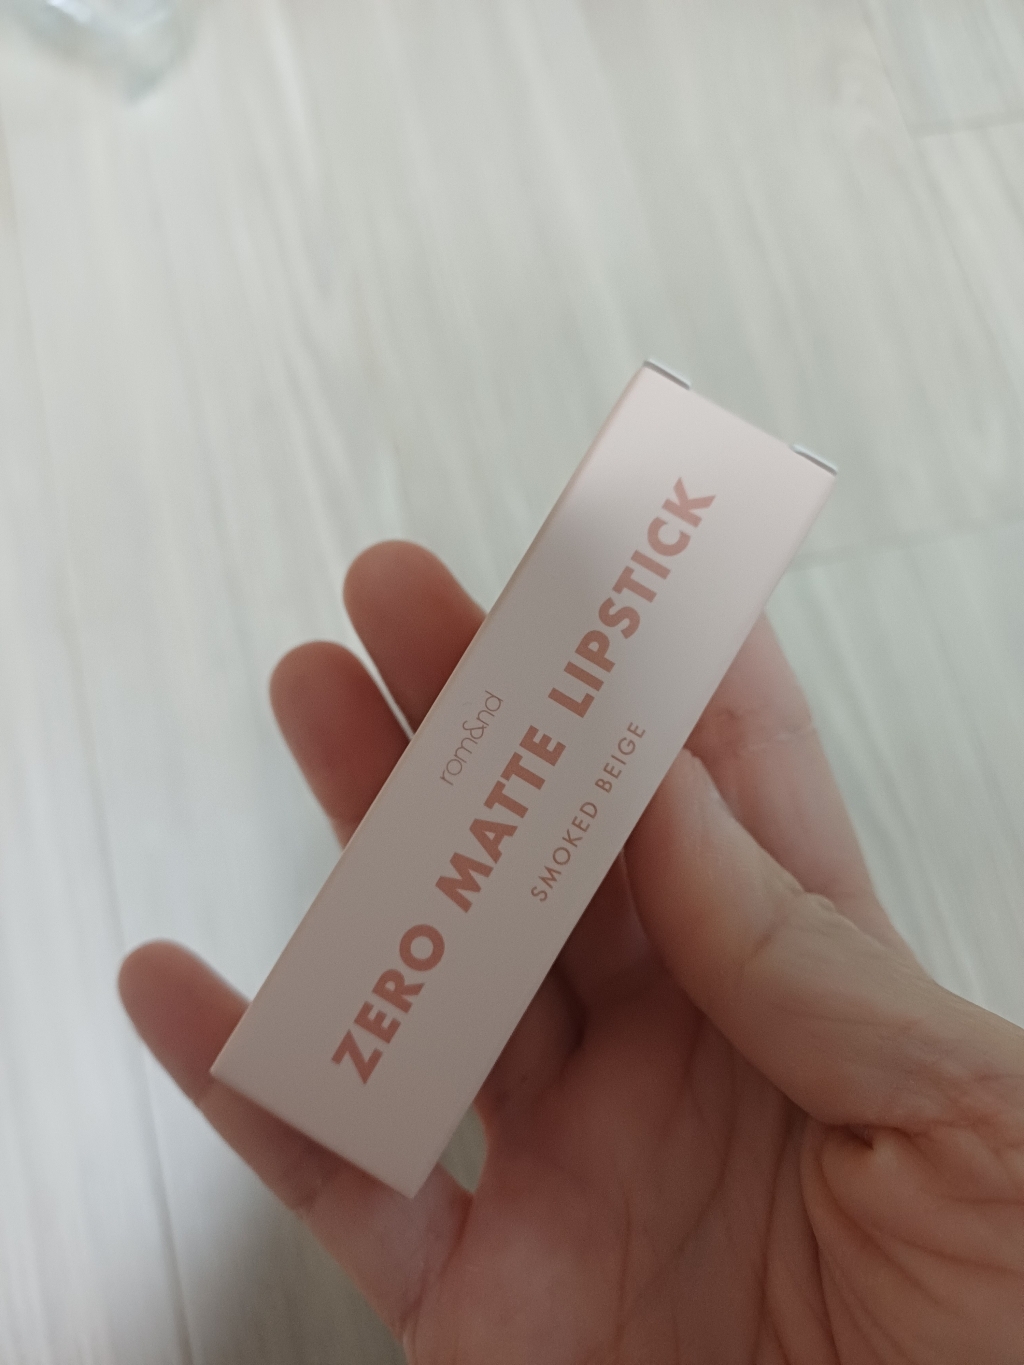 rom&nd
ZERO MATTE LIPSTICK
SMOKED BEIGE